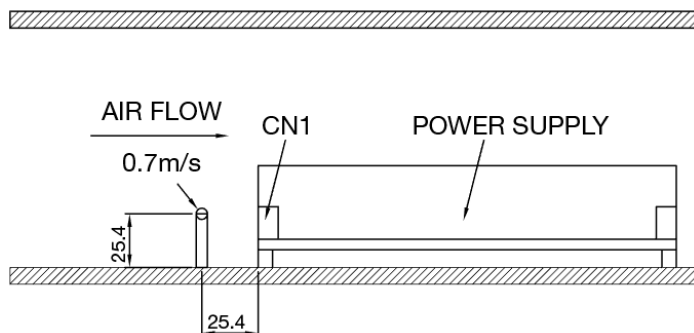 AIR FLOW
CN1
POWER SUPPLY
0.7m/s
25.4
25.4